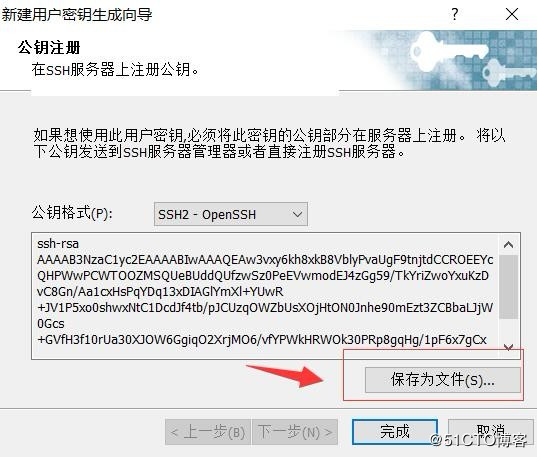 新建用户密钥生成向导
公钥注册
在SSH服务器上注册公钥。
如果想使用此用户密钥,必须将此密钥的公钥部分在服务器上注册。 将以
下公钥发送到SSH服务器管理器或者直接注册SSH服务器。
公钥格式(P):
SSH2 - OpenSSH
ssh-rsa
AAAAB3NzaC1yc2EAAAABIwAAAQEAw3vxy6kh8xkB8VblyPvaUgF9tnjtdCCROEEYc
QHPWwPCWTOOZMSQUeBUddQUfzwSz0PeEVwmodEJ4zGg59/TkYriZwoYxuKzD
vC8Gn/Aa1cxHsPqYDq13xDIAGlYmXl+YUwR
+JV1P5xo0shwxNtC1DcdJf4tb/pJCUzqOWZbUsXOjHtON0Jnhe90mEzt3ZCBbaLJjW
0Gcs
+GVfH3f10rUa30XJOW6GgiqO2XrjMO6/vfYPWkHRWOk30PRp8gqHg/1pF6x7gCx
保存为文件(S)...
< 上一步(B) 下一步(N) > 完成 取消
@51CTO博客